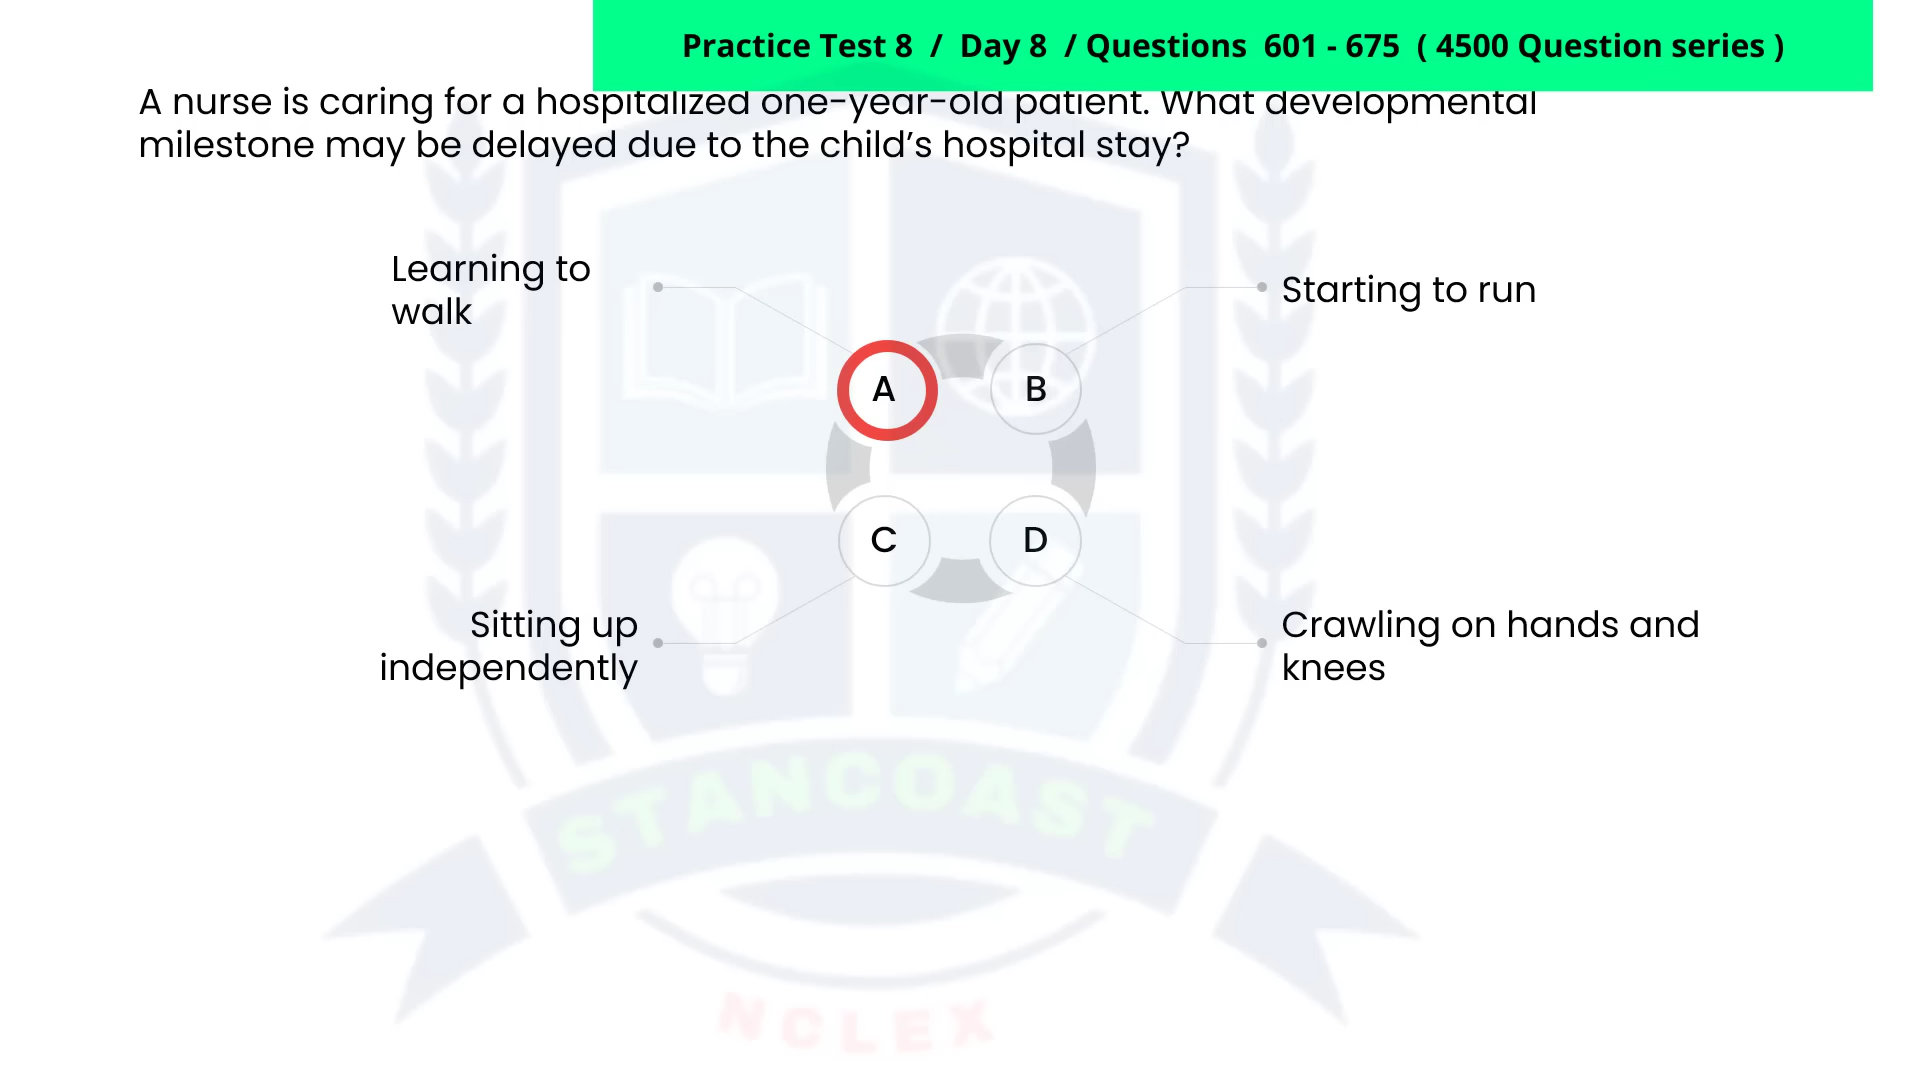 Practice Test 8 / Day 8 / Questions 601 - 675 ( 4500 Question series )
A nurse is caring for a hospitalized one-year-old patient. What developmental
milestone may be delayed due to the child’s hospital stay?
Learning to
walk
Starting to run
A
B
C
D
Sitting up
independently
Crawling on hands and
knees
STANCOAST
NCLEX